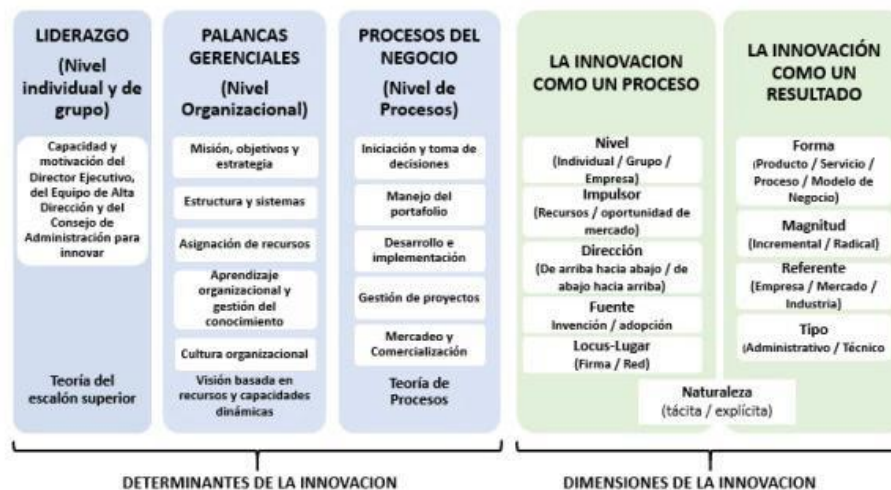 LIDERAZGO
(Nivel
individual y de
grupo)
Capacidad y
motivación del
Director Ejecutivo,
del Equipo de Alta
Dirección y del
Consejo de
Administración para
innovar
Teoría del
escalón superior
PALANCAS
GERENCIALES
(Nivel
Organizacional)
Misión, objetivos y
estrategia
Estructura y sistemas
Asignación de recursos
Aprendizaje
organizacional y
gestión del
conocimiento
Cultura organizacional
Visión basada en
recursos y capacidades
dinámicas
PROCESOS DEL
NEGOCIO
(Nivel de
Procesos)
Iniciación y toma de
decisiones
Manejo del
portafolio
Desarrollo e
implementación
Gestión de proyectos
Mercadeo y
Comercialización
Teoría de
Procesos
DETERMINANTES DE LA INNOVACION
LA INNOVACION
COMO UN PROCESO
Nivel
(Individual / Grupo /
Empresa)
Impulsor
(Recursos / oportunidad de
mercado)
Dirección
(De arriba hacia abajo / de
abajo hacia arriba)
Fuente
Invención / adopción
Locus-Lugar
(Firma / Red)
LA INNOVACIÓN
COMO UN
RESULTADO
Forma
(Producto / Servicio /
Proceso / Modelo de
Negocio)
Magnitud
(Incremental / Radical)
Referente
(Empresa / Mercado /
Industria)
Tipo
(Administrativo / Técnico
Naturaleza
(tácita / explícita)
DIMENSIONES DE LA INNOVACION